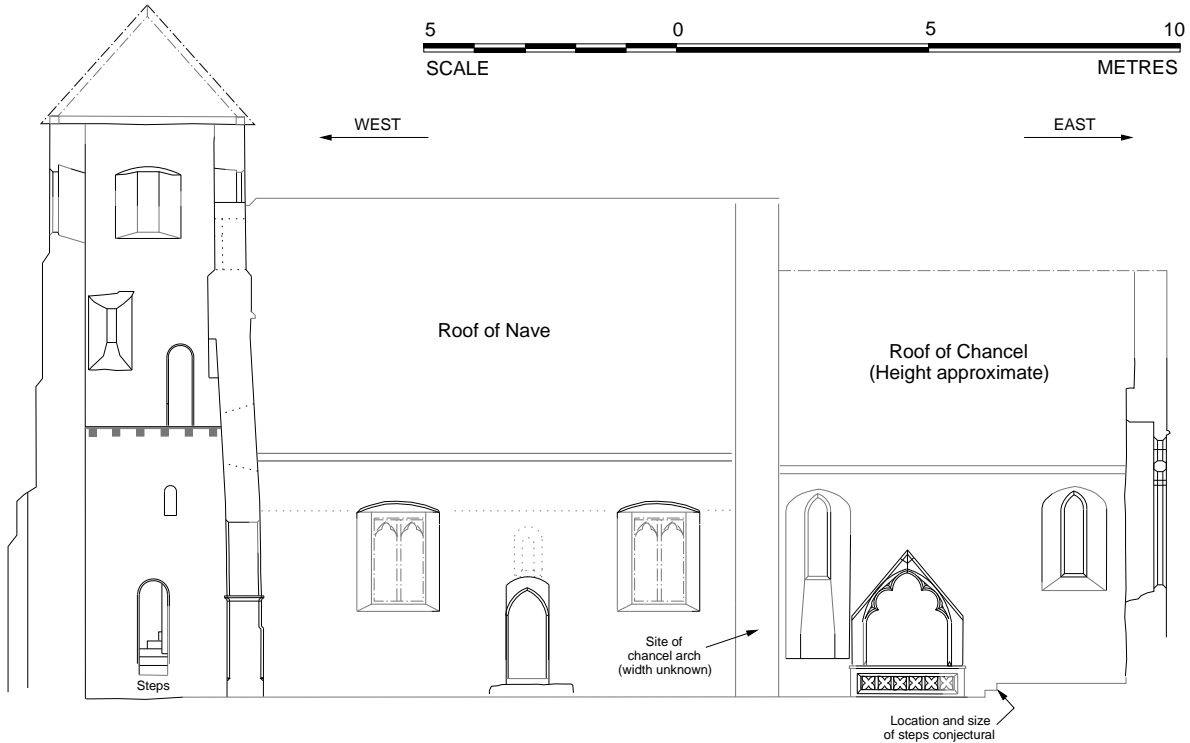 5 0 5 10
SCALE METRES
WEST EAST
Roof of Nave
Roof of Chancel
(Height approximate)
Site of
chancel arch
(width unknown)
Steps
Location and size
of steps conjectural